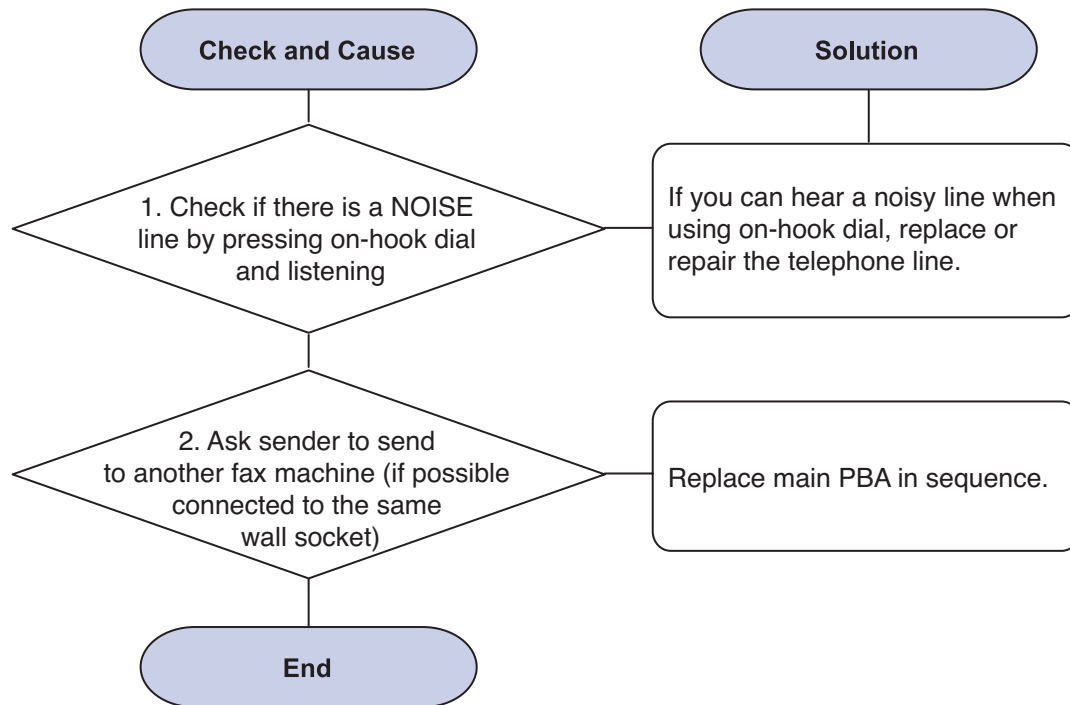 Check and Cause
Solution
1. Check if there is a NOISE
line by pressing on-hook dial
and listening
If you can hear a noisy line when
using on-hook dial, replace or
repair the telephone line.
2. Ask sender to send
to another fax machine (if possible
connected to the same
wall socket)
Replace main PBA in sequence.
End